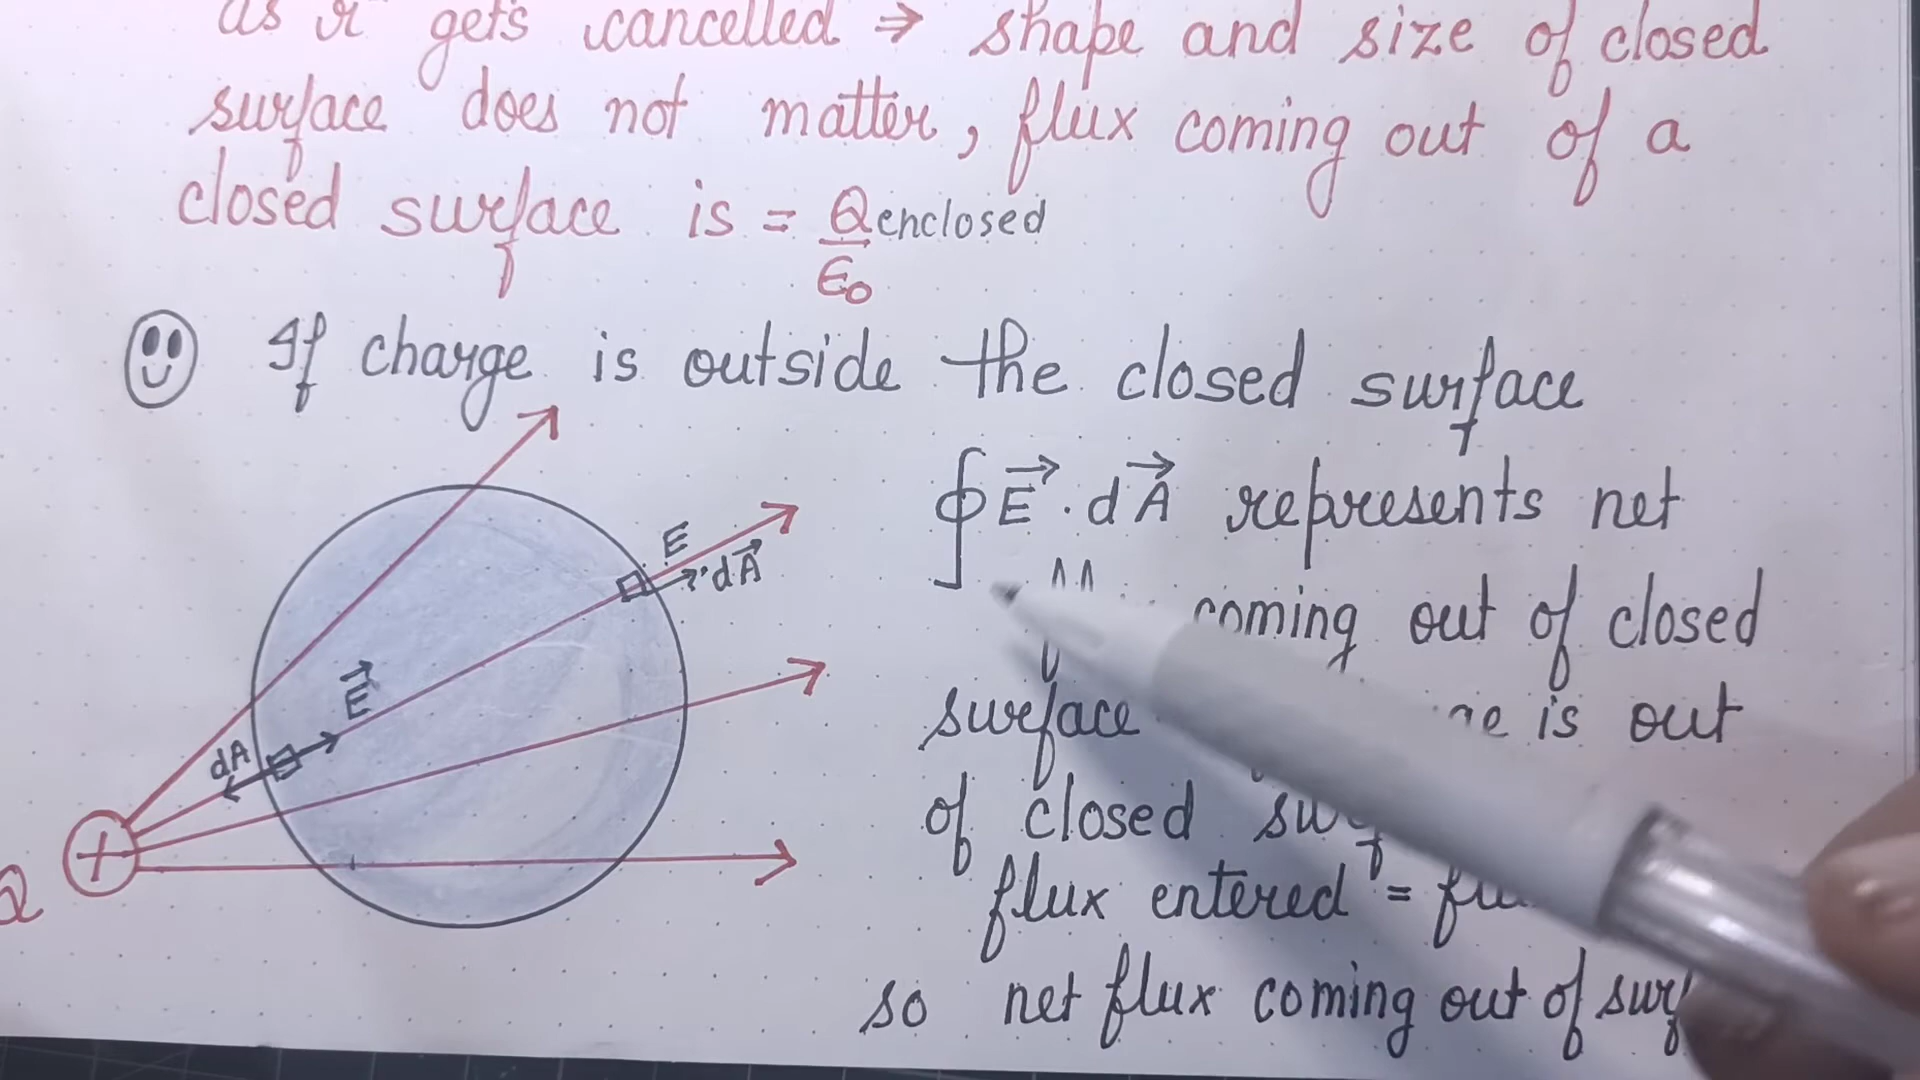 as r gets cancelled ⇒ shape and size of closed
surface does not matter, flux coming out of a
closed surface is = Qenclosed
ε0
If charge is outside the closed surface
∮E⃗ . dA⃗ represents net
coming out of closed
surface is out
of closed
flux entered =
so net flux coming out of
E
dA⃗
E⃗
dA
+
Q